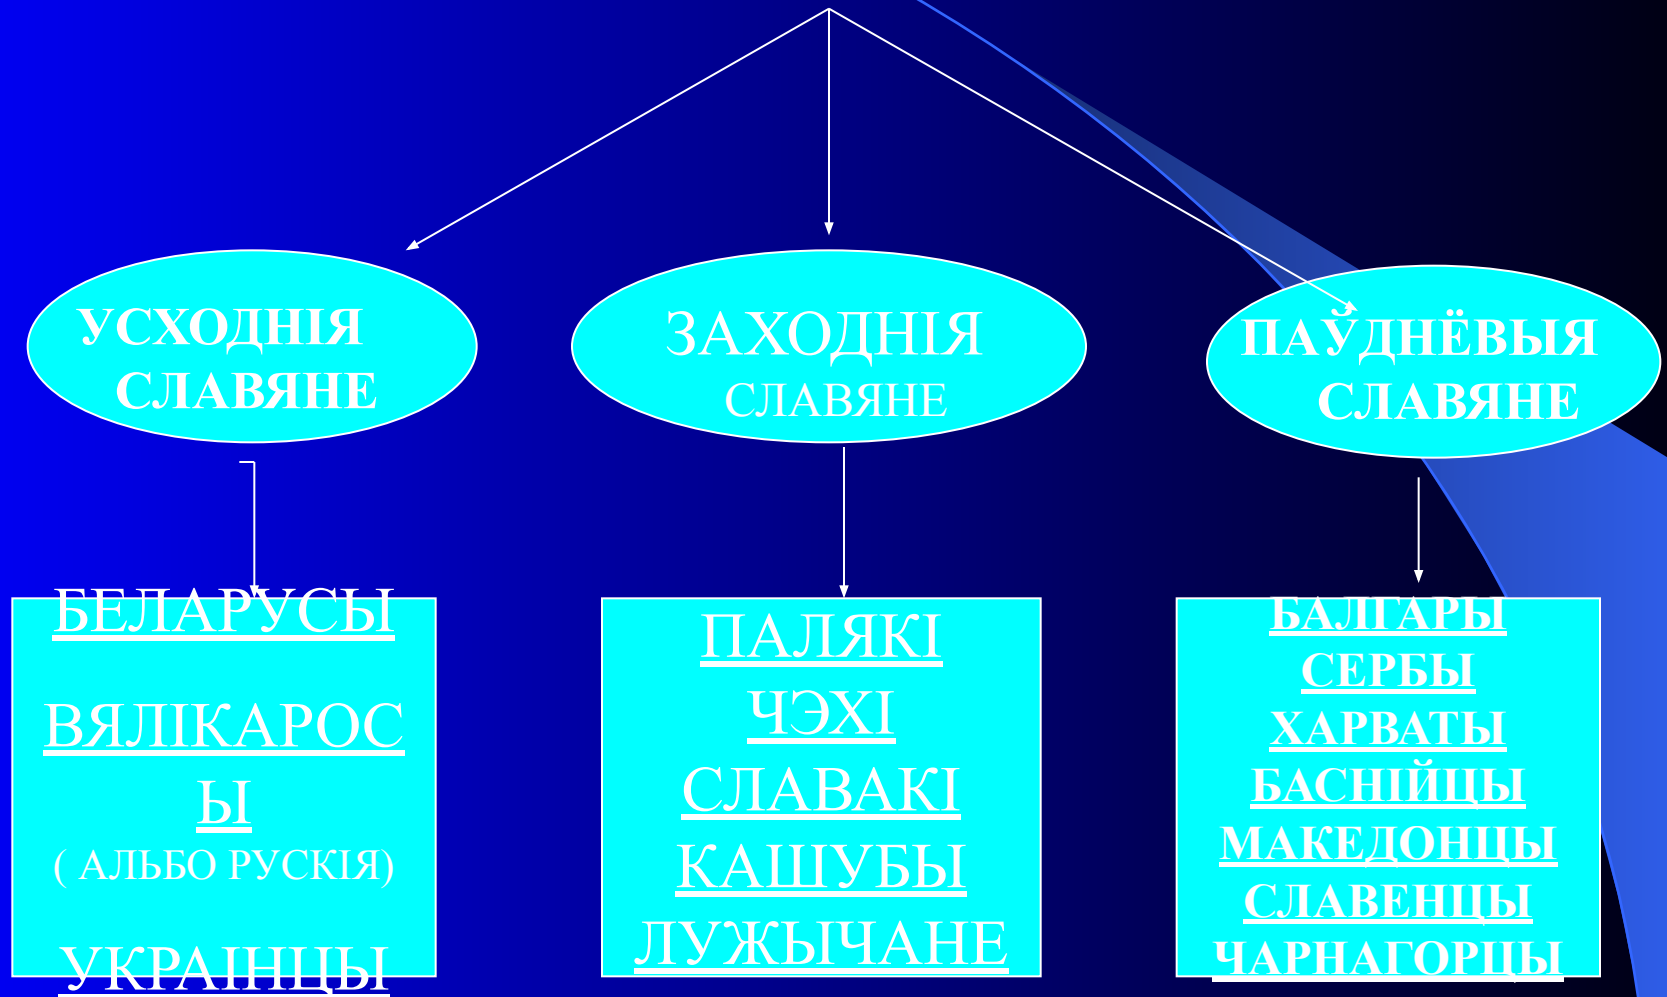 УСХОДНІЯ
СЛАВЯНЕ
ЗАХОДНІЯ
СЛАВЯНЕ
ПАЎДНЁВЫЯ
СЛАВЯНЕ
БЕЛАРУСЫ
ВЯЛІКАРОС
Ы
( АЛЬБО РУСКІЯ)
УКРАІНЦЫ
ПАЛЯКІ
ЧЭХІ
СЛАВАКІ
КАШУБЫ
ЛУЖЫЧАНЕ
БАЛГАРЫ
СЕРБЫ
ХАРВАТЫ
БАСНІЙЦЫ
МАКЕДОНЦЫ
СЛАВЕНЦЫ
ЧАРНАГОРЦЫ